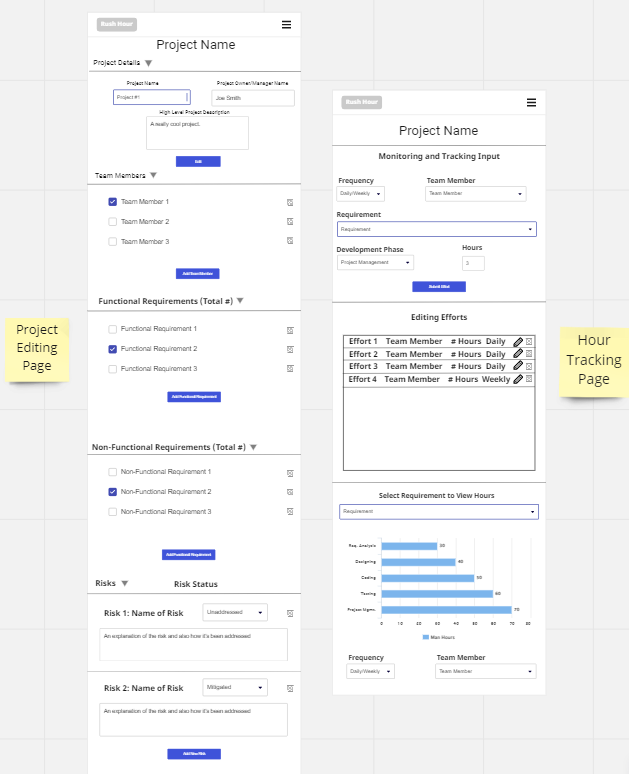 Rush Hour
Project Name
Project Details
Project Name
Project Owner/Manager Name
Project #1
Joe Smith
High Level Project Description
A really cool project.
Edit
Team Members
Team Member 1
Team Member 2
Team Member 3
Add Team Member
Functional Requirements (Total #)
Functional Requirement 1
Functional Requirement 2
Functional Requirement 3
Add Functional Requirement
Non-Functional Requirements (Total #)
Non-Functional Requirement 1
Non-Functional Requirement 2
Non-Functional Requirement 3
Add Functional Requirement
Risks
Risk Status
Risk 1: Name of Risk
Unaddressed
An explanation of the risk and also how it's been addressed
Risk 2: Name of Risk
Mitigated
An explanation of the risk and also how it's been addressed
Add New Risk
Project
Editing
Page
Rush Hour
Project Name
Monitoring and Tracking Input
Frequency
Team Member
Daily/Weekly
Team Member
Requirement
Requirement
Development Phase
Hours
Project Management
3
Submit Effort
Editing Efforts
Effort 1 Team Member # Hours Daily
Effort 2 Team Member # Hours Daily
Effort 3 Team Member # Hours Daily
Effort 4 Team Member # Hours Weekly
Select Requirement to View Hours
Requirement
Req. Analysis 30
Designing 40
Coding 50
Testing 60
Project Mgmt. 70
0 10 20 30 40 50 60 70 80
Man-Hours
Frequency
Team Member
Daily/Weekly
Team Member
Hour
Tracking
Page